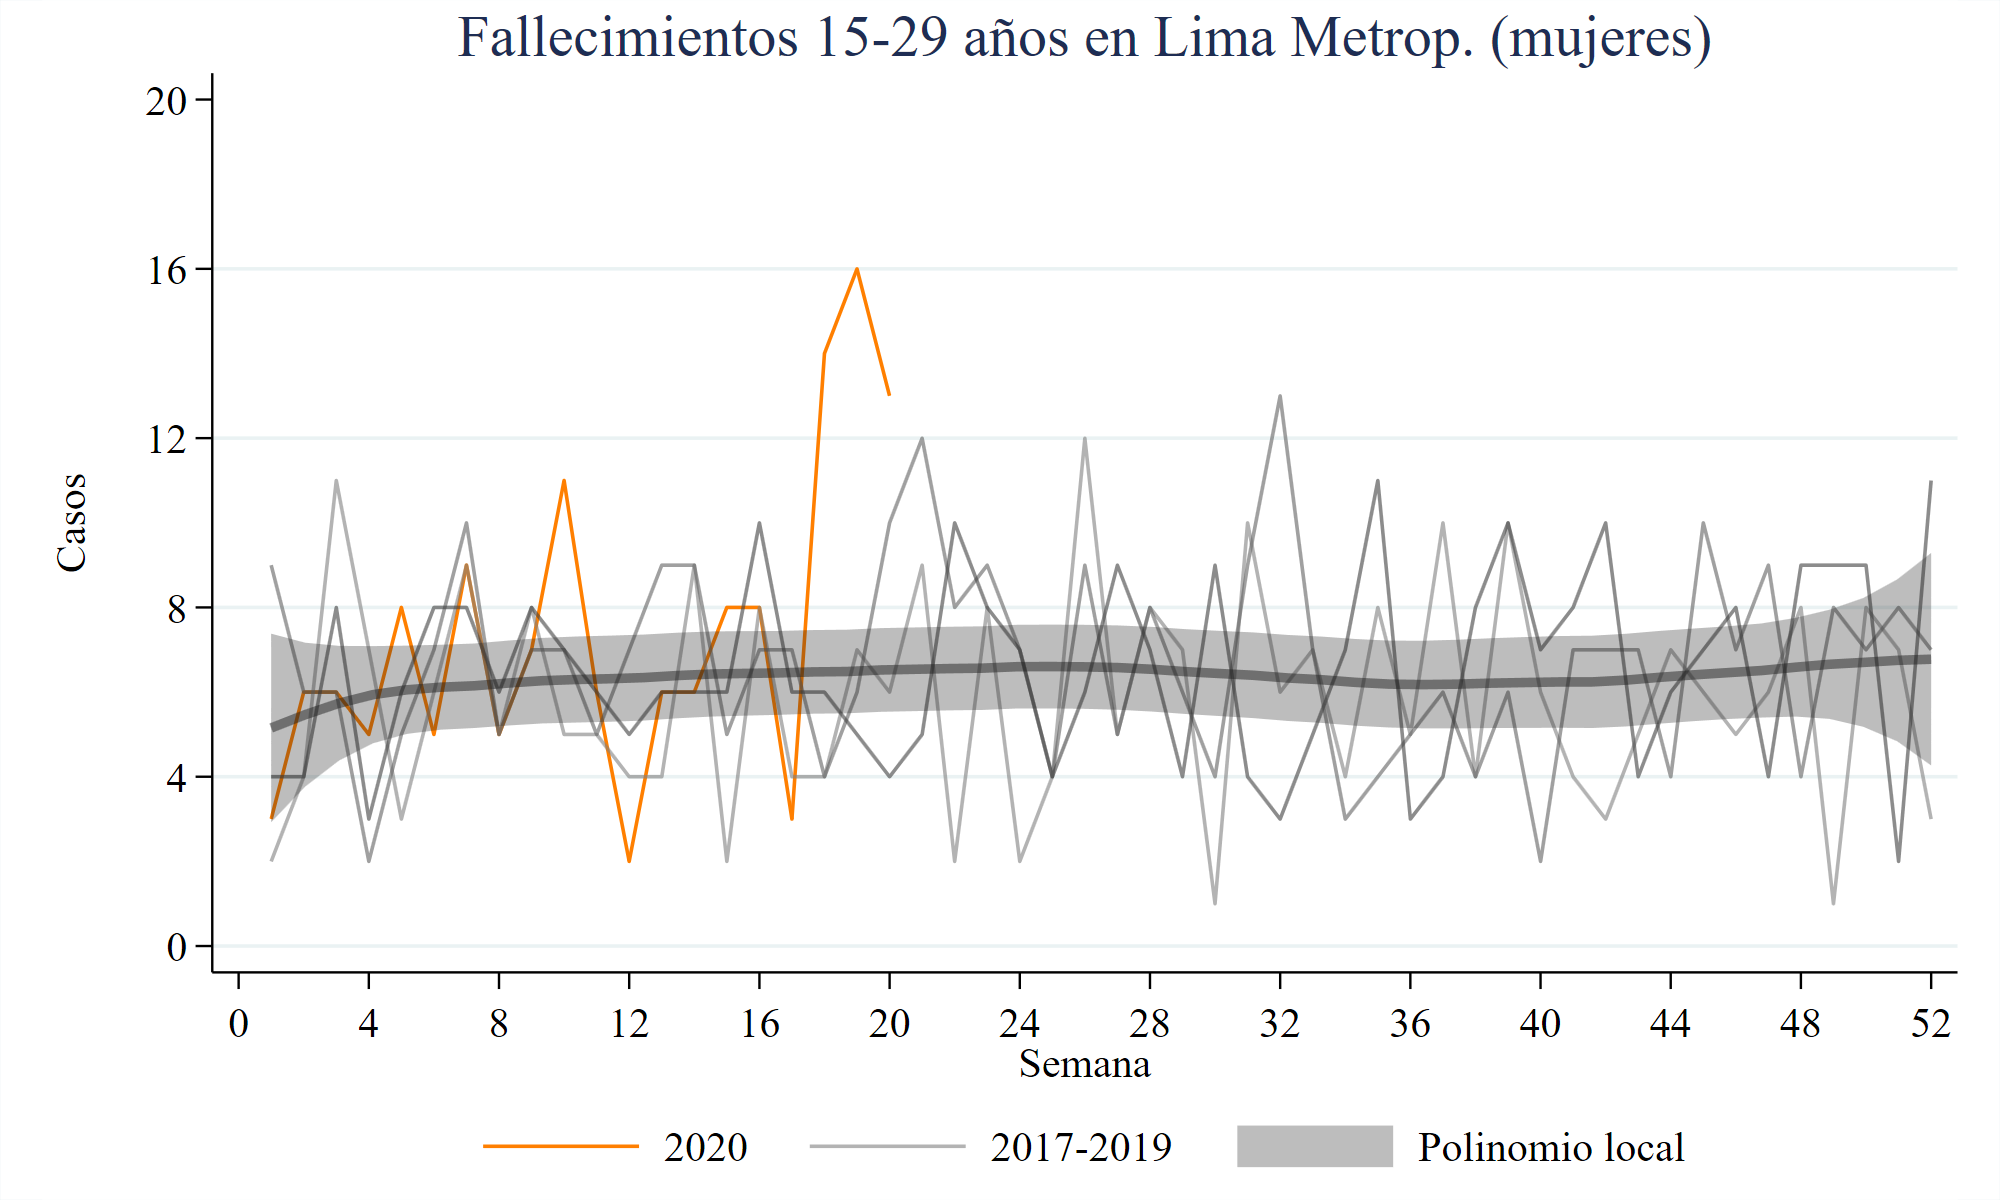 Fallecimientos 15-29 años en Lima Metrop. (mujeres)
20
16
12
8
4
0
Casos
0 4 8 12 16 20 24 28 32 36 40 44 48 52
Semana
2020 2017-2019 Polinomio local